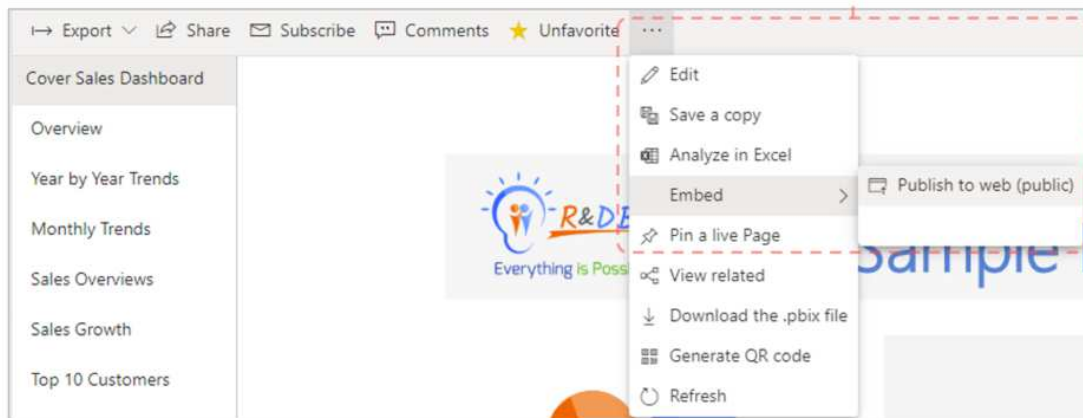 Export Share Subscribe Comments Unfavorite ...
Cover Sales Dashboard
Overview
Year by Year Trends
Monthly Trends
Sales Overviews
Sales Growth
Top 10 Customers
Edit
Save a copy
Analyze in Excel
Embed
Pin a live Page
View related
Download the .pbix file
Generate QR code
Refresh
Publish to web (public)
Everything is
Sample